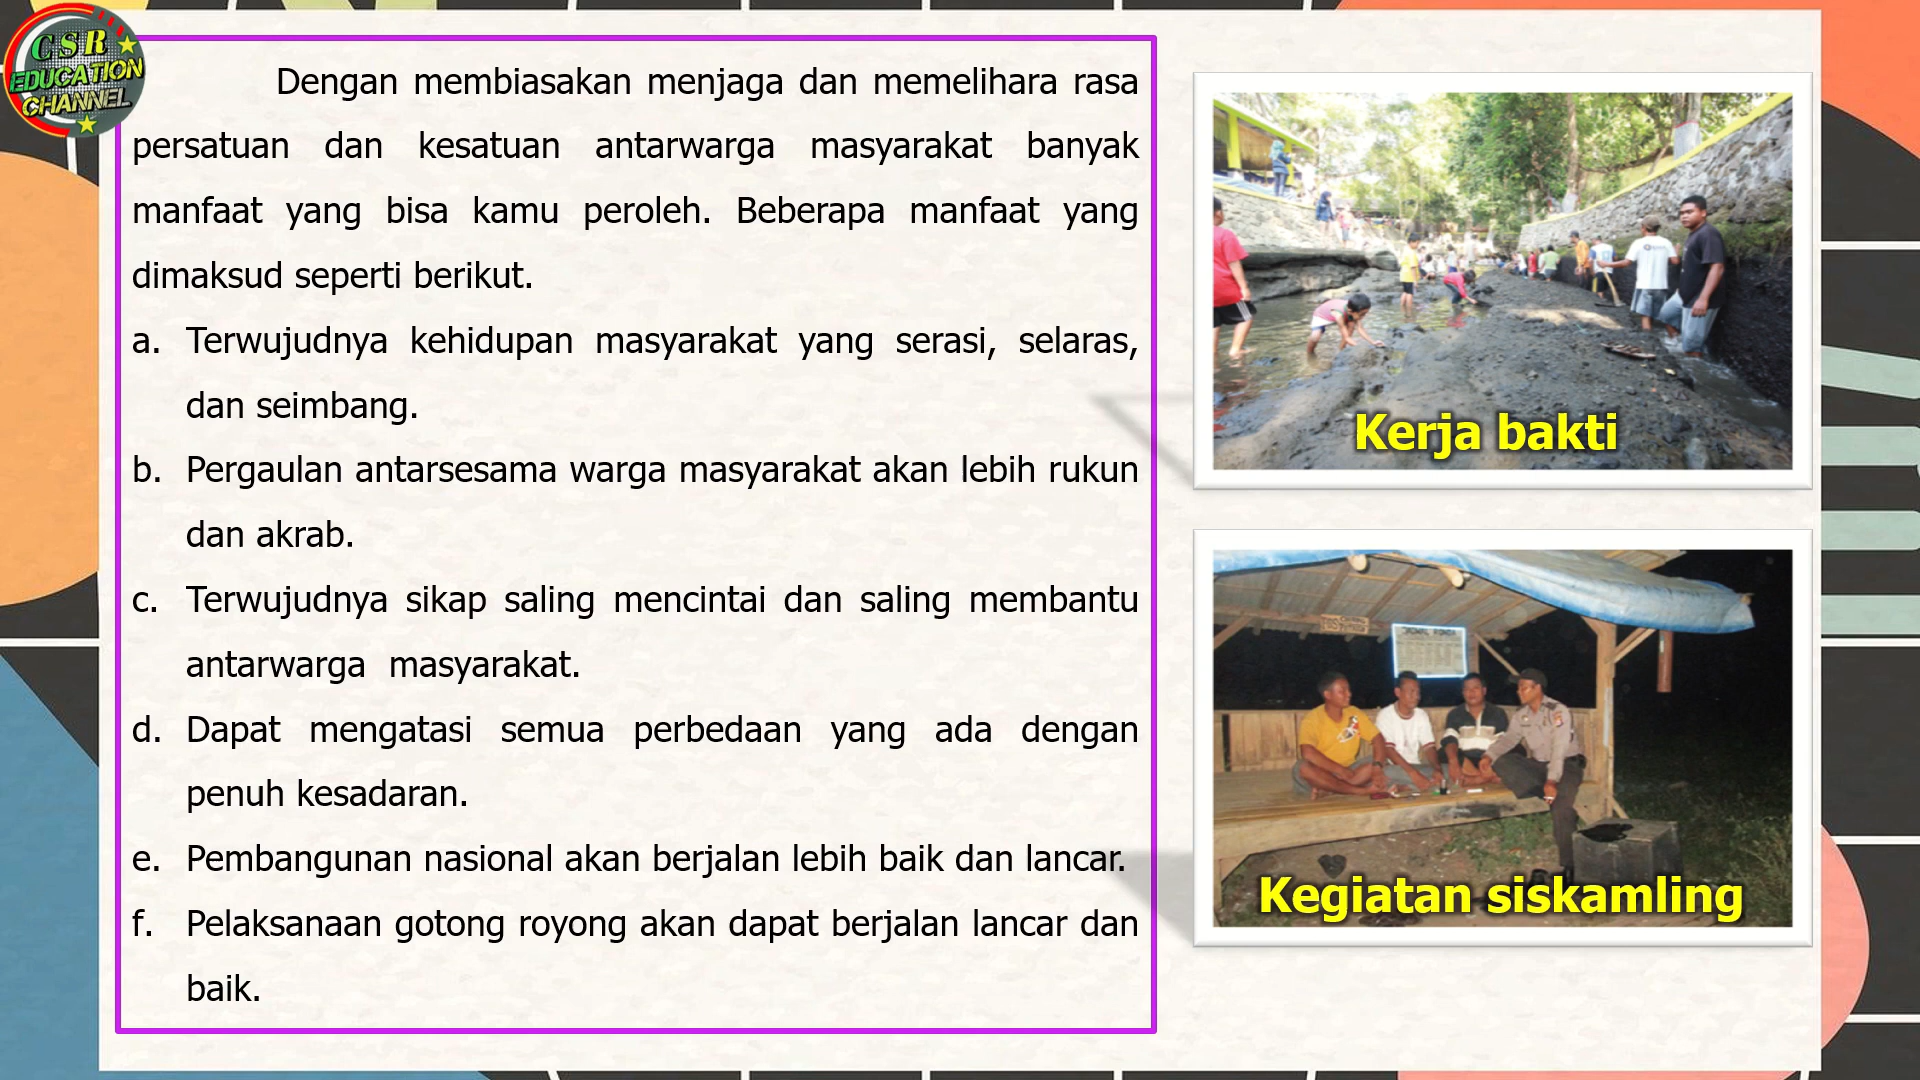 CSR
EDUCATION
CHANNEL
Dengan membiasakan menjaga dan memelihara rasa
persatuan dan kesatuan antarwarga masyarakat banyak
manfaat yang bisa kamu peroleh. Beberapa manfaat yang
dimaksud seperti berikut.
a. Terwujudnya kehidupan masyarakat yang serasi, selaras,
dan seimbang.
b. Pergaulan antarsesama warga masyarakat akan lebih rukun
dan akrab.
c. Terwujudnya sikap saling mencintai dan saling membantu
antarwarga masyarakat.
d. Dapat mengatasi semua perbedaan yang ada dengan
penuh kesadaran.
e. Pembangunan nasional akan berjalan lebih baik dan lancar.
f. Pelaksanaan gotong royong akan dapat berjalan lancar dan
baik.
Kerja bakti
JADWAL RONDA
Kegiatan siskamling